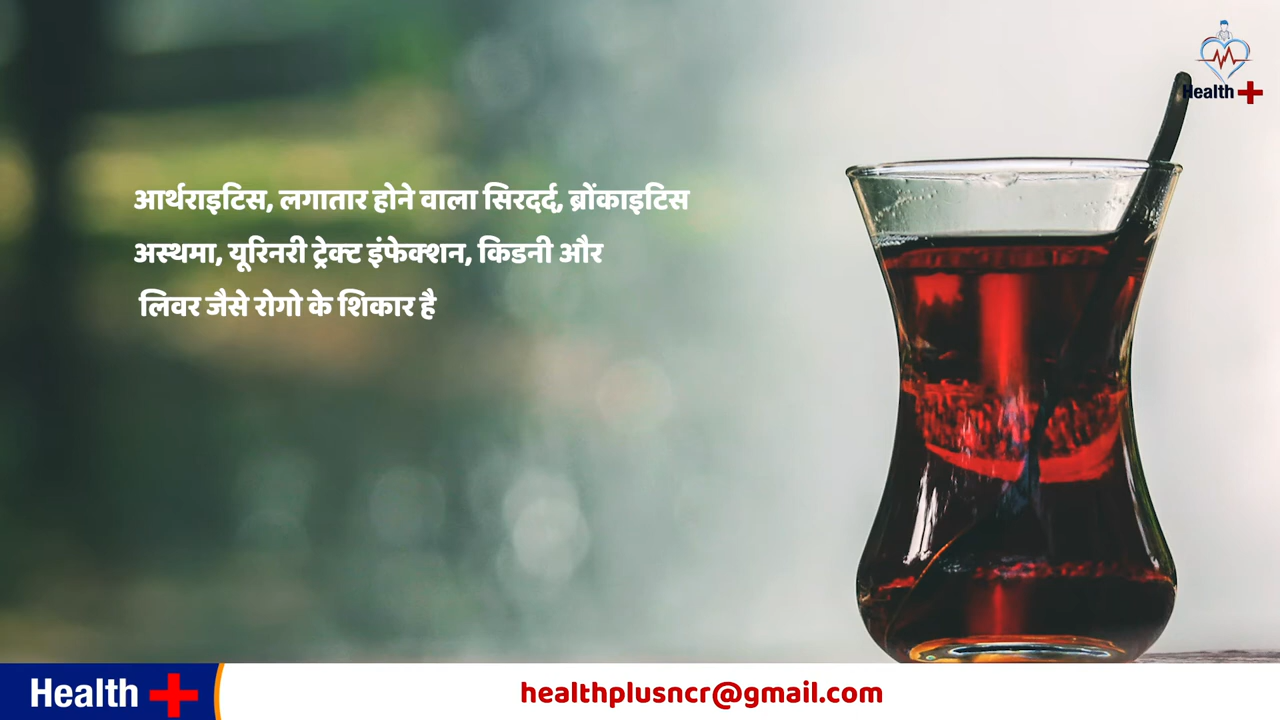 Health
आर्थराइटिस, लगातार होने वाला सिरदर्द, ब्रोंकाइटिस
अस्थमा, यूरिनरी ट्रेक्ट इंफेक्शन, किडनी और
लिवर जैसे रोगो के शिकार है
Health
healthplusncr@gmail.com